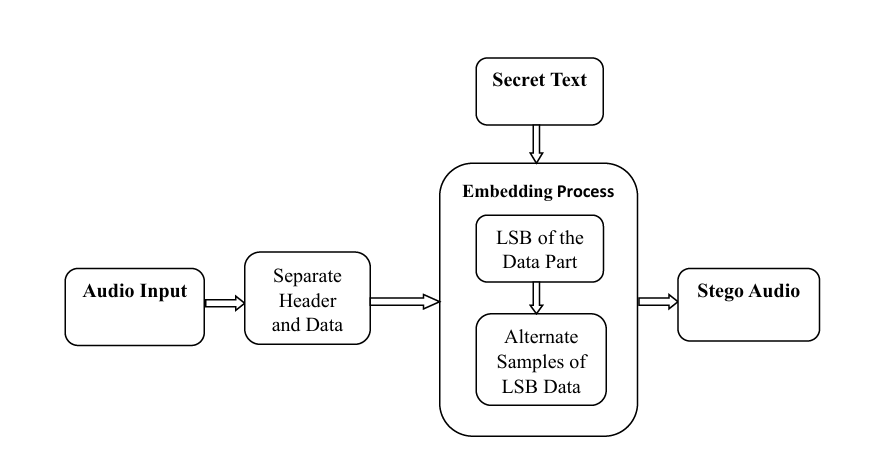 Secret Text
Embedding Process
LSB of the
Data Part
Audio Input
Separate
Header
and Data
Alternate
Samples of
LSB Data
Stego Audio